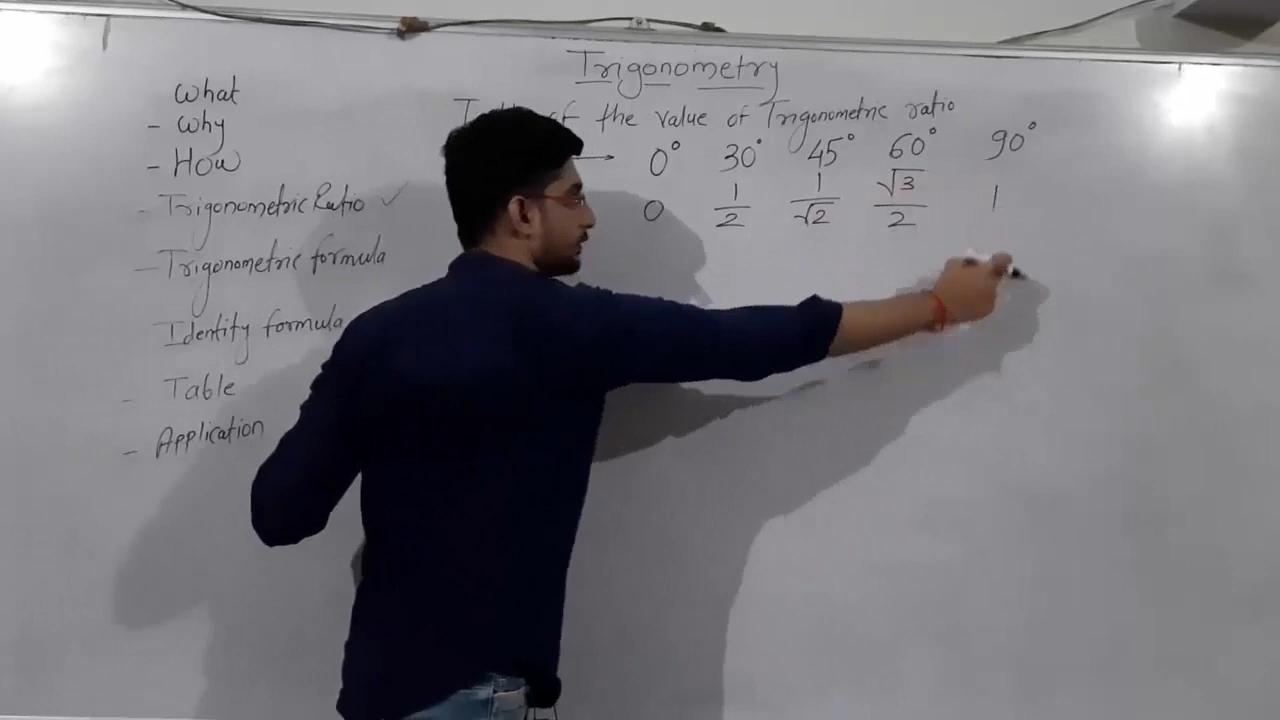 Trigonometry
of the value of Trigonometric ratio
→ 0° 30° 45° 60° 90°
0 1/2 1/√2 √3/2 1
What
- Why
- How
- Trigonometric Ratio ✓
- Trigonometric formula
Identity formula
- Table
- Application